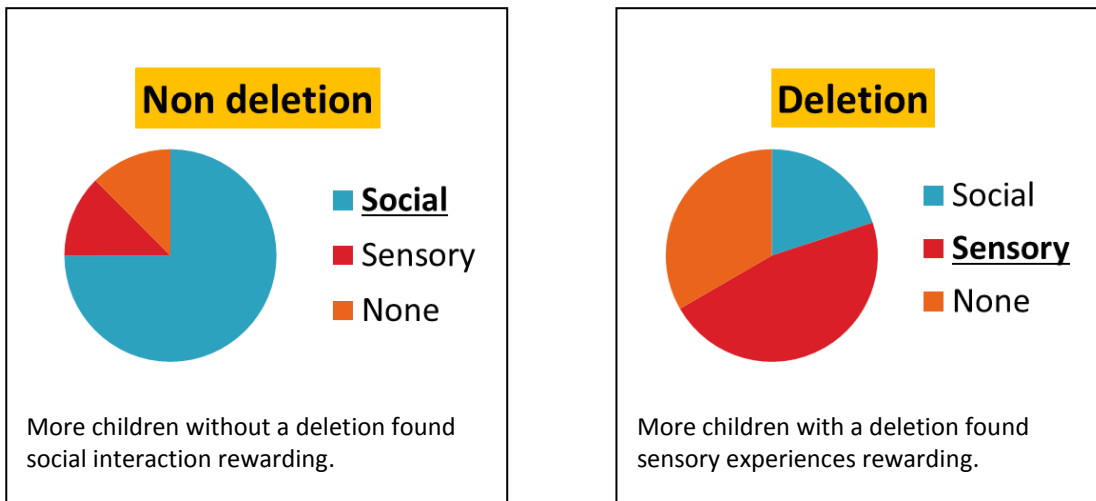 Non deletion
Social
Sensory
None
More children without a deletion found
social interaction rewarding.
Deletion
Social
Sensory
None
More children with a deletion found
sensory experiences rewarding.